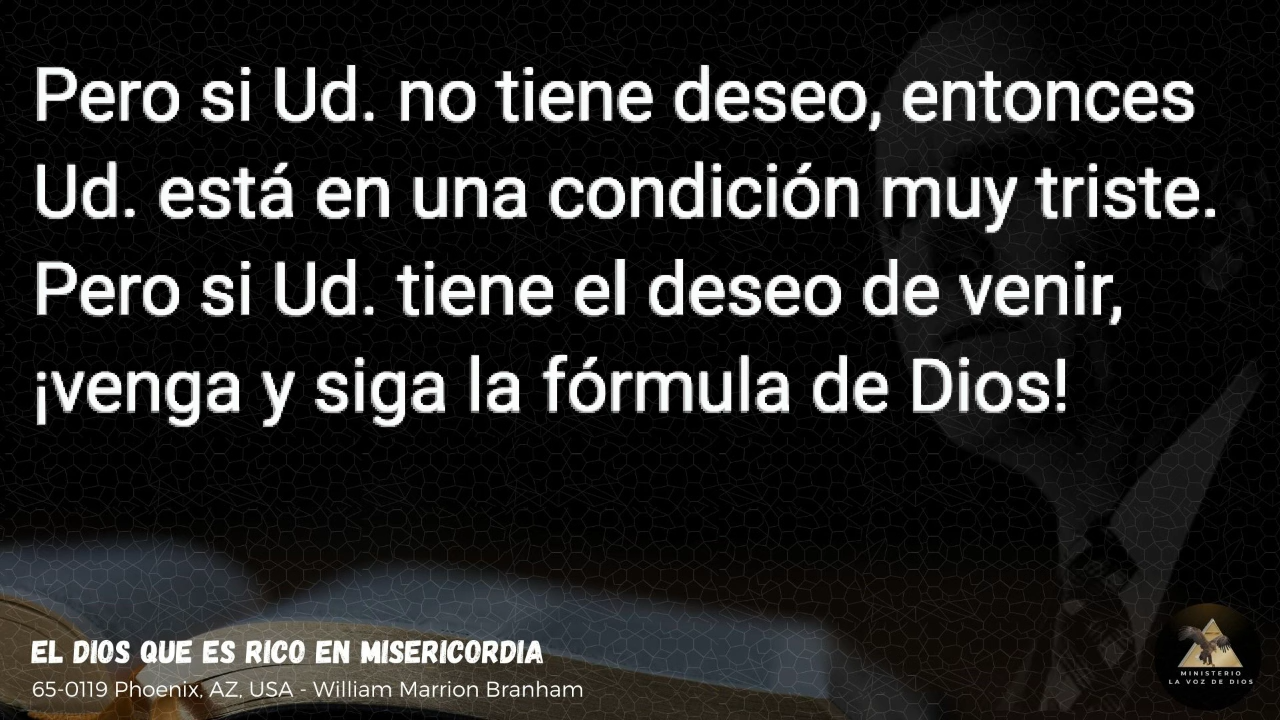 Pero si Ud. no tiene deseo, entonces
Ud. está en una condición muy triste.
Pero si Ud. tiene el deseo de venir,
¡venga y siga la fórmula de Dios!
EL DIOS QUE ES RICO EN MISERICORDIA
65-0119 Phoenix, AZ, USA - William Marrion Branham
MINISTERIO
LA VOZ DE DIOS